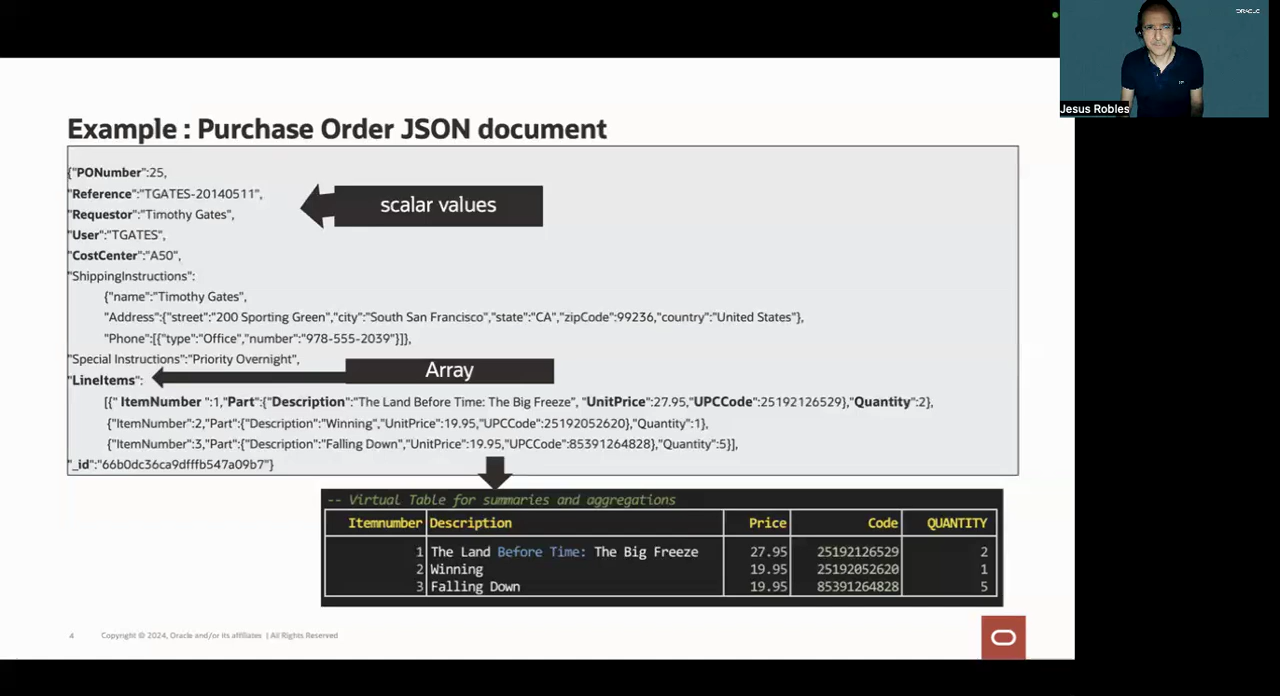 ORACLE
Jesus Robles
Example : Purchase Order JSON document
{"PONumber":25,
"Reference":"TGATES-20140511",
scalar values
"Requestor":"Timothy Gates",
"User":"TGATES",
"CostCenter":"A50",
"ShippingInstructions":
{"name":"Timothy Gates",
"Address":{"street":"200 Sporting Green","city":"South San Francisco","state":"CA","zipCode":99236,"country":"United States"},
"Phone":[{"type":"Office","number":"978-555-2039"}]},
"Special Instructions":"Priority Overnight",
Array
"LineItems":
[{" ItemNumber ":1,"Part":{"Description":"The Land Before Time: The Big Freeze", "UnitPrice":27.95,"UPCCode":25192126529},"Quantity":2},
{"ItemNumber":2,"Part":{"Description":"Winning","UnitPrice":19.95,"UPCCode":25192052620},"Quantity":1},
{"ItemNumber":3,"Part":{"Description":"Falling Down","UnitPrice":19.95,"UPCCode":85391264828},"Quantity":5}],
"_id":"66b0dc36ca9dfffb547a09b7"}
-- Virtual Table for summaries and aggregations
Itemnumber Description Price Code QUANTITY
1 The Land Before Time: The Big Freeze 27.95 25192126529 2
2 Winning 19.95 25192052620 1
3 Falling Down 19.95 85391264828 5
4 Copyright © 2024, Oracle and/or its affiliates | All Rights Reserved